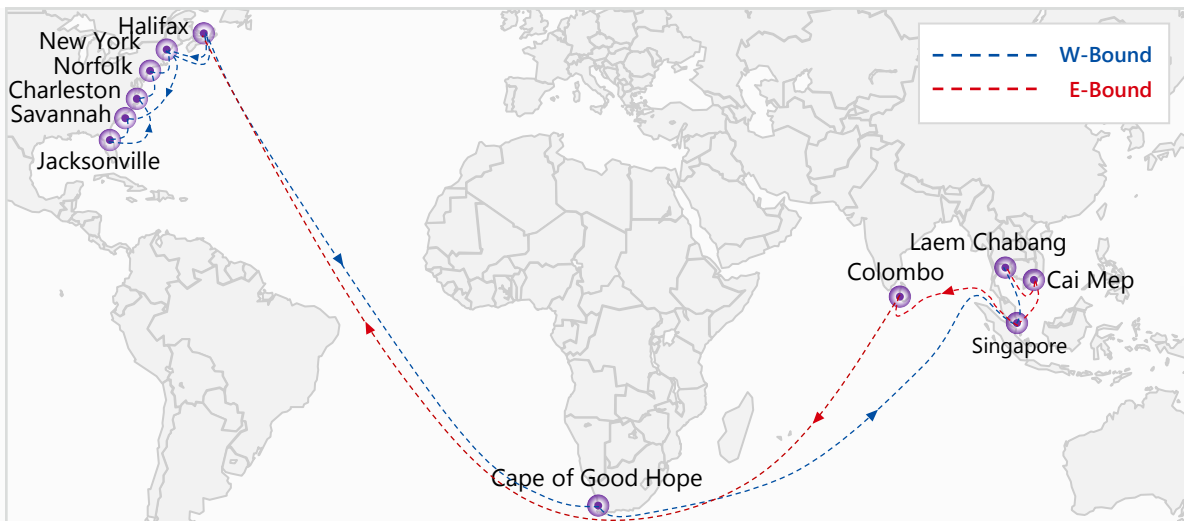 Halifax
New York
Norfolk
Charleston
Savannah
Jacksonville
W-Bound
E-Bound
Laem Chabang
Colombo
Cai Mep
Singapore
Cape of Good Hope